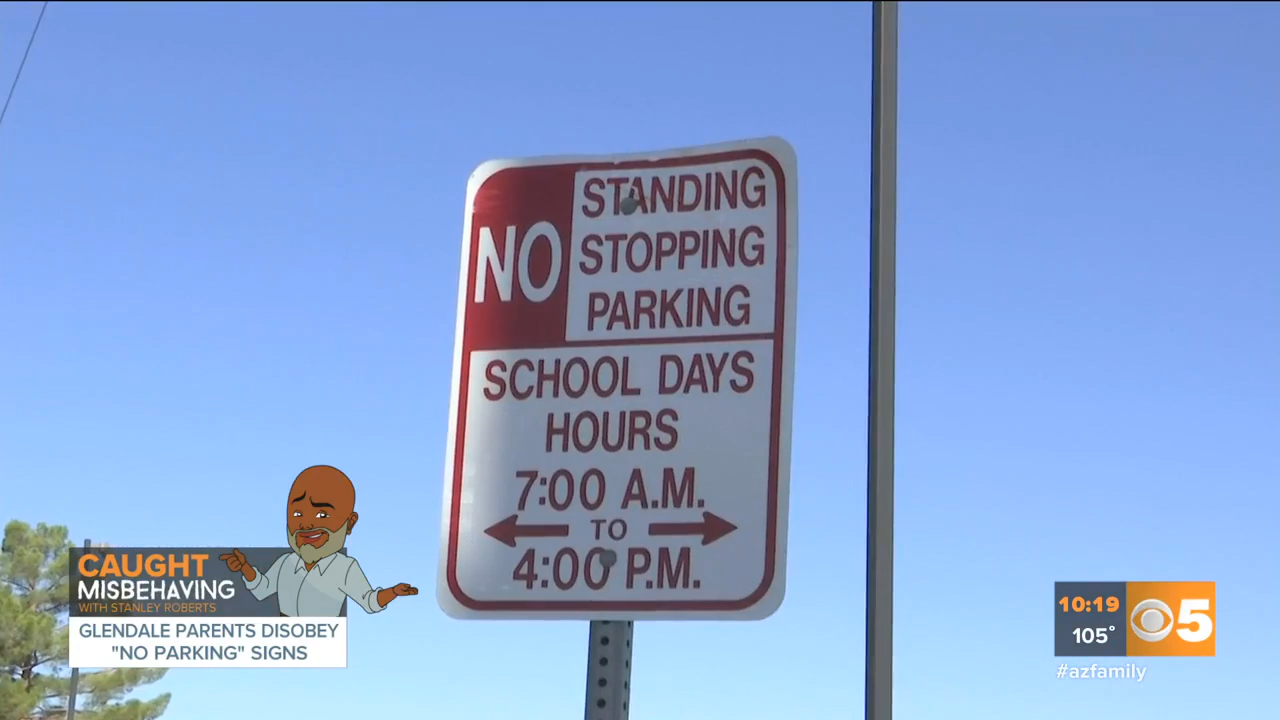 NO
STANDING
STOPPING
PARKING
SCHOOL DAYS
HOURS
7:00 A.M.
TO
4:00 P.M.
CAUGHT
MISBEHAVING
WITH STANLEY ROBERTS
GLENDALE PARENTS DISOBEY
"NO PARKING" SIGNS
10:19
105°
5
#azfamily